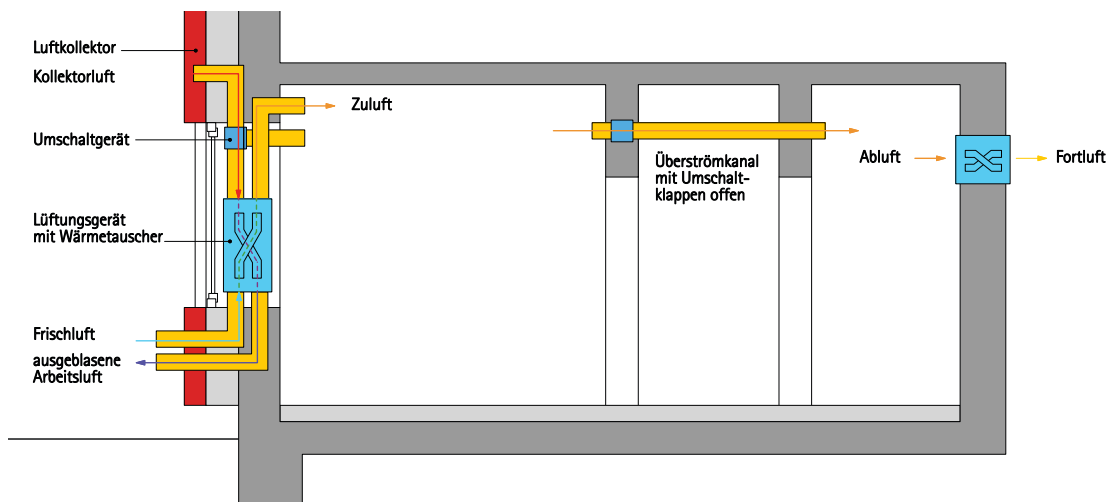 Luftkollektor
Kollektorluft
Umschaltgerät
Lüftungsgerät
mit Wärmetauscher
Frischluft
ausgeblasene
Arbeitsluft
Zuluft
Überströmkanal
mit Umschalt-
klappen offen
Abluft
Fortluft